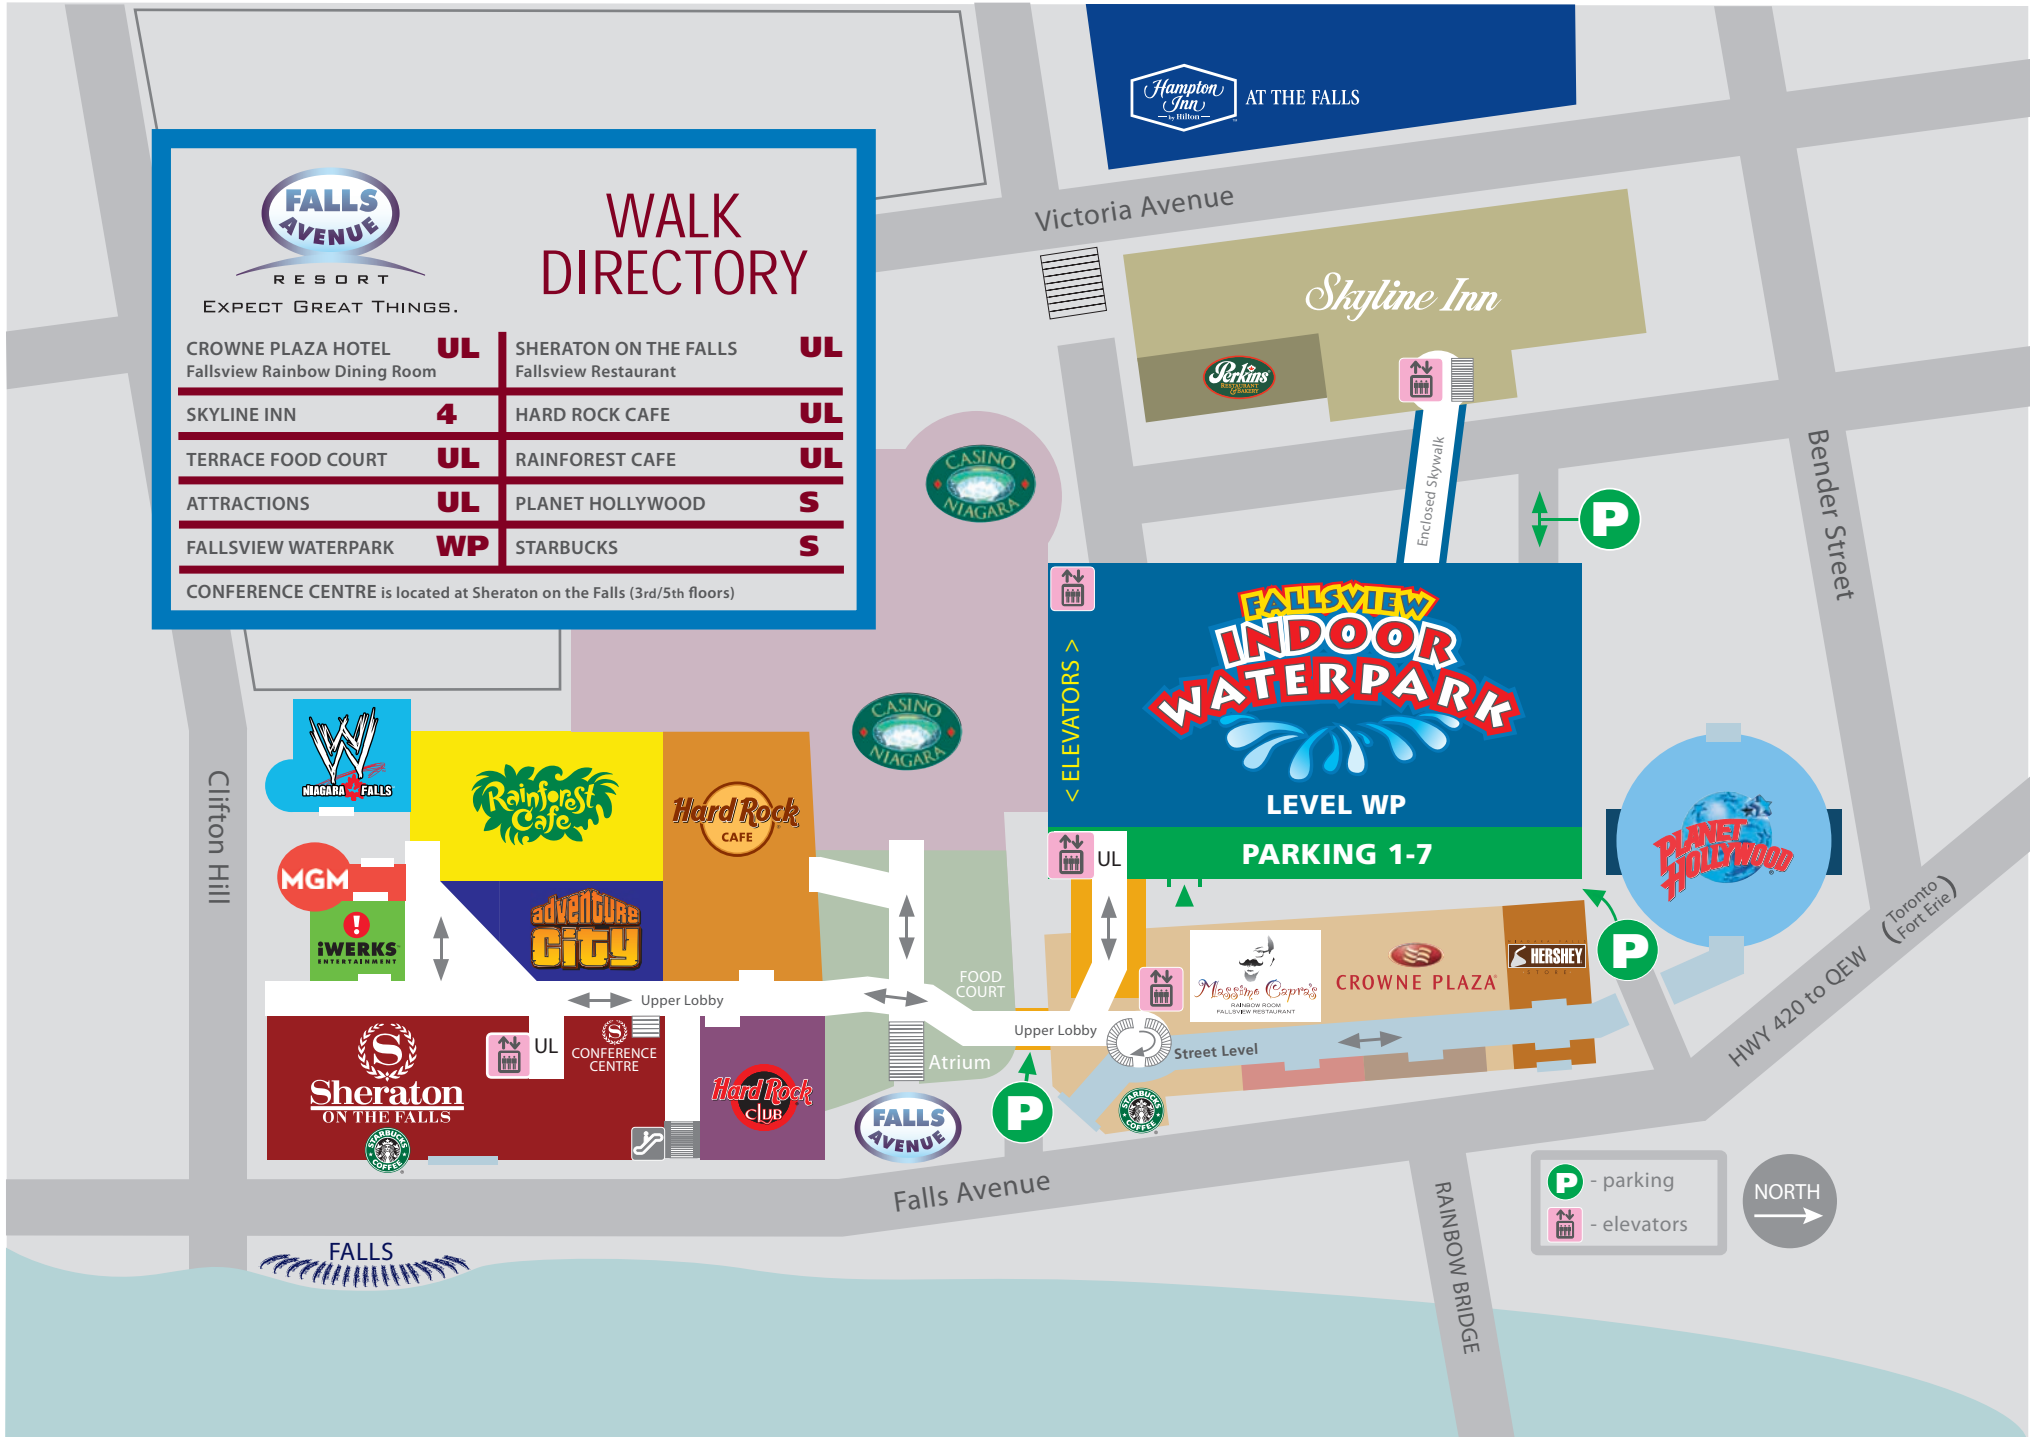 Hampton
Inn
by Hilton
AT THE FALLS
Victoria Avenue
FALLS
AVENUE
RESORT
EXPECT GREAT THINGS.
WALK
DIRECTORY
CROWNE PLAZA HOTEL UL
Fallsview Rainbow Dining Room
SHERATON ON THE FALLS UL
Fallsview Restaurant
SKYLINE INN 4
HARD ROCK CAFE UL
TERRACE FOOD COURT UL
RAINFOREST CAFE UL
ATTRACTIONS UL
PLANET HOLLYWOOD S
FALLSVIEW WATERPARK WP
STARBUCKS S
CONFERENCE CENTRE is located at Sheraton on the Falls (3rd/5th floors)
Skyline Inn
Perkins
RESTAURANT
& BAKERY
Enclosed Skywalk
P
Bender Street
CASINO
NIAGARA
CASINO
NIAGARA
< ELEVATORS >
FALLSVIEW
INDOOR
WATERPARK
LEVEL WP
PARKING 1-7
UL
PLANET
HOLLYWOOD
Clifton Hill
W
NIAGARA FALLS
Rainforest
Cafe
Hard Rock
CAFE
MGM
!
iWERKS
ENTERTAINMENT
adventure
City
FOOD
COURT
Massimo Capra's
RAINBOW ROOM
FALLSVIEW RESTAURANT
CROWNE PLAZA
HERSHEY
STORE
P
(Toronto
Fort Erie)
HWY 420 to QEW
Upper Lobby
Upper Lobby
Street Level
S
Sheraton
ON THE FALLS
UL
S
CONFERENCE
CENTRE
Hard Rock
CLUB
Atrium
FALLS
AVENUE
P
STARBUCKS
COFFEE
STARBUCKS
COFFEE
Falls Avenue
RAINBOW BRIDGE
P - parking
- elevators
NORTH
FALLS